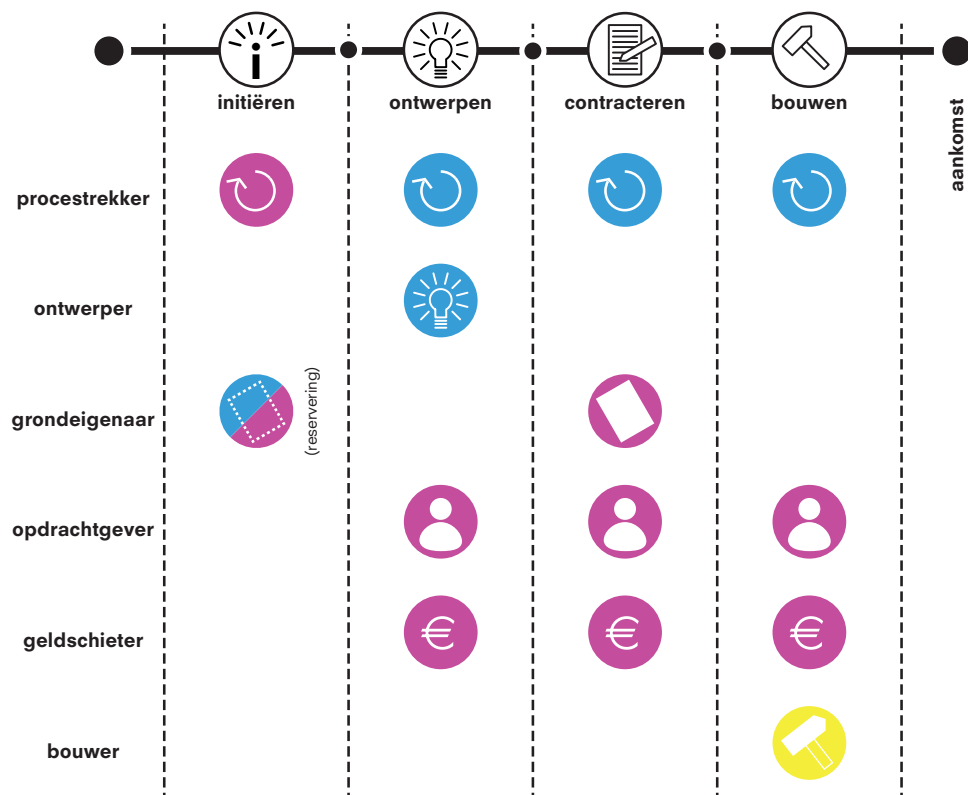 initiëren
ontwerpen
contracteren
bouwen
aankomst
procestrekker
ontwerper
grondeigenaar
(reservering)
opdrachtgever
geldschieter
€
€
€
bouwer